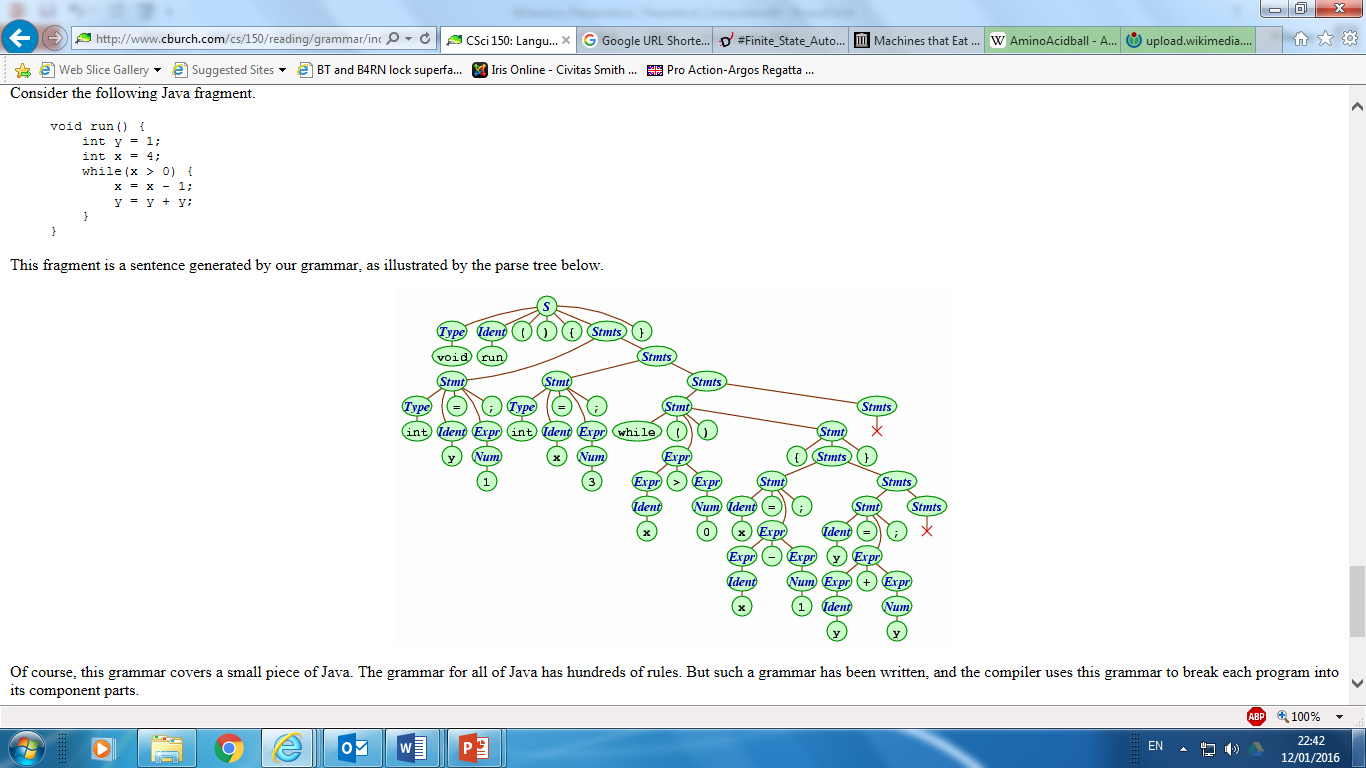 http://www.cburch.com/cs/150/reading/grammar/inc
CSci 150: Langu...
Google URL Shorte...
#Finite_State_Auto...
Machines that Eat ...
AminoAcidball - A...
upload.wikimedia....
Web Slice Gallery
Suggested Sites
BT and B4RN lock superfa...
Iris Online - Civitas Smith ...
Pro Action-Argos Regatta ...
Consider the following Java fragment.
void run() {
int y = 1;
int x = 4;
while(x > 0) {
x = x - 1;
y = y + y;
}
}
This fragment is a sentence generated by our grammar, as illustrated by the parse tree below.
S
Type Ident ( ) { Stmts }
void run Stmts
Stmt Stmt Stmts
Type = ; Type = ; Stmt Stmts
int Ident Expr int Ident Expr while ( ) Stmt
y Num x Num Expr { Stmts }
1 3 Expr > Expr Stmt Stmts
Ident Num Ident = ; Stmt Stmts
x 0 x Expr Ident = ;
Expr - Expr y Expr
Ident Num Expr + Expr
x 1 Ident Num
y y
Of course, this grammar covers a small piece of Java. The grammar for all of Java has hundreds of rules. But such a grammar has been written, and the compiler uses this grammar to break each program into
its component parts.
ABP 100%
EN 22:42
12/01/2016